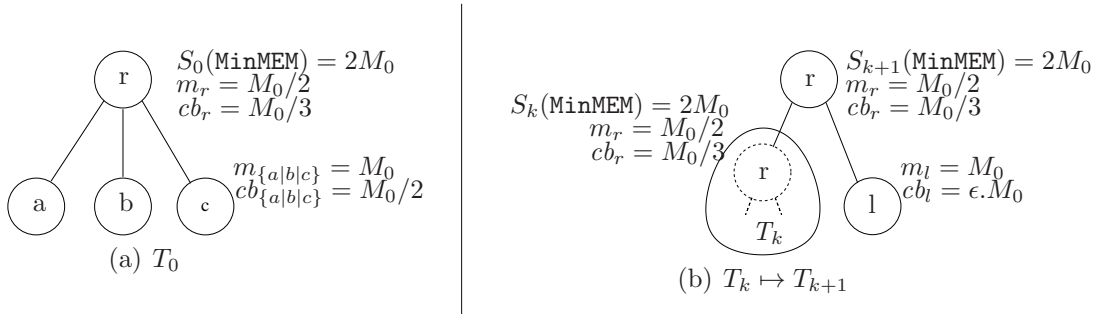 r
S_0(MinMEM) = 2M_0
m_r = M_0/2
cb_r = M_0/3
m_{a|b|c} = M_0
cb_{a|b|c} = M_0/2
a
b
c
(a) T_0
r
S_{k+1}(MinMEM) = 2M_0
m_r = M_0/2
cb_r = M_0/3
S_k(MinMEM) = 2M_0
m_r = M_0/2
cb_r = M_0/3
r
T_k
l
m_l = M_0
cb_l = ϵ.M_0
(b) T_k ↦ T_{k+1}